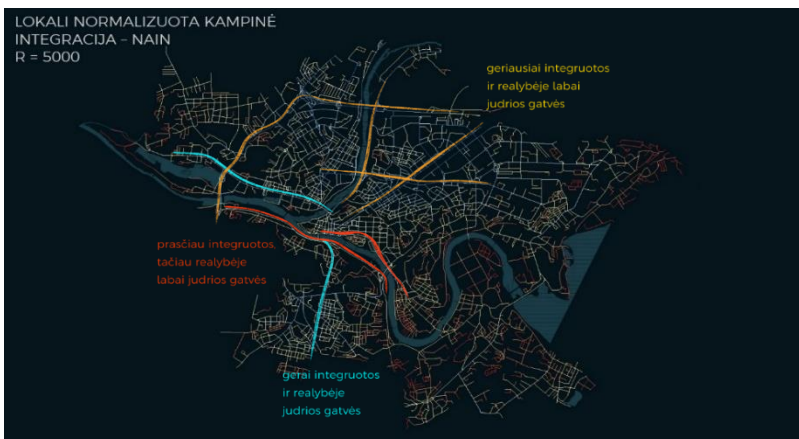 LOKALI NORMALIZUOTA KAMPINĖ
INTEGRACIJA – NAIN
R = 5000
geriausiai integruotos
ir realybėje labai
judrios gatvės
prasčiau integruotos,
tačiau realybėje
labai judrios gatvės
gerai integruotos
ir realybėje
judrios gatvės